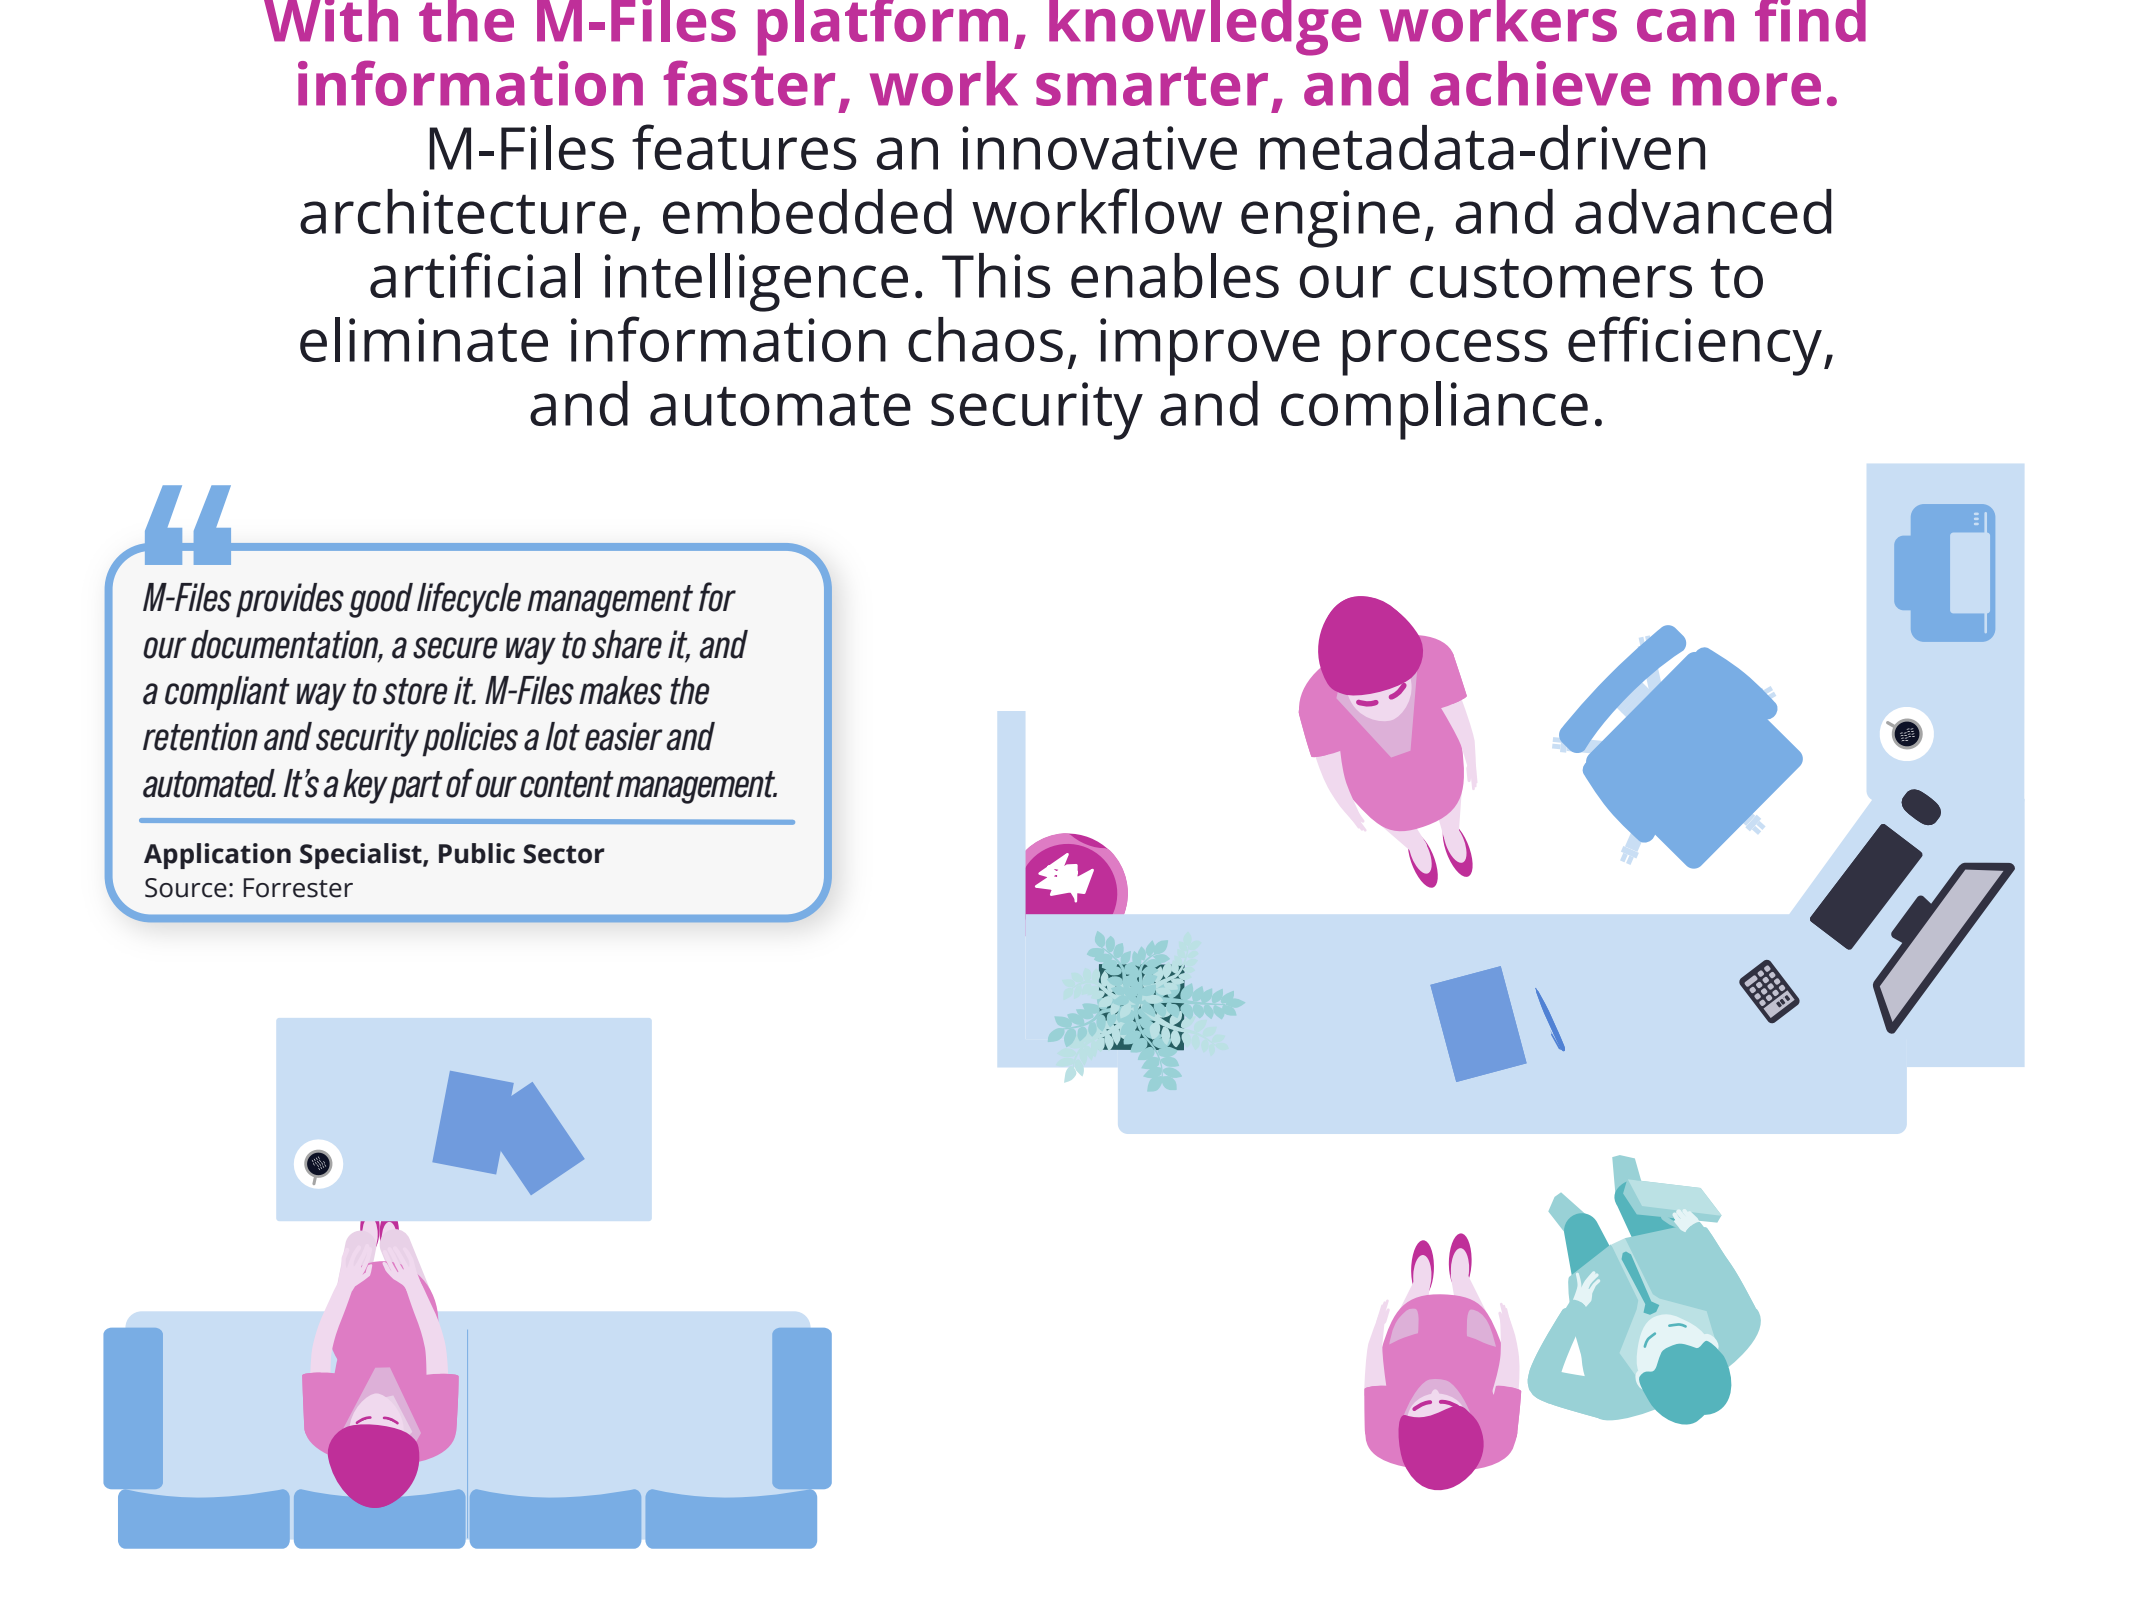 With the M-Files platform, knowledge workers can find
information faster, work smarter, and achieve more.
M-Files features an innovative metadata-driven
architecture, embedded workflow engine, and advanced
artificial intelligence. This enables our customers to
eliminate information chaos, improve process efficiency,
and automate security and compliance.
“
M-Files provides good lifecycle management for
our documentation, a secure way to share it, and
a compliant way to store it. M-Files makes the
retention and security policies a lot easier and
automated. It’s a key part of our content management.
Application Specialist, Public Sector
Source: Forrester